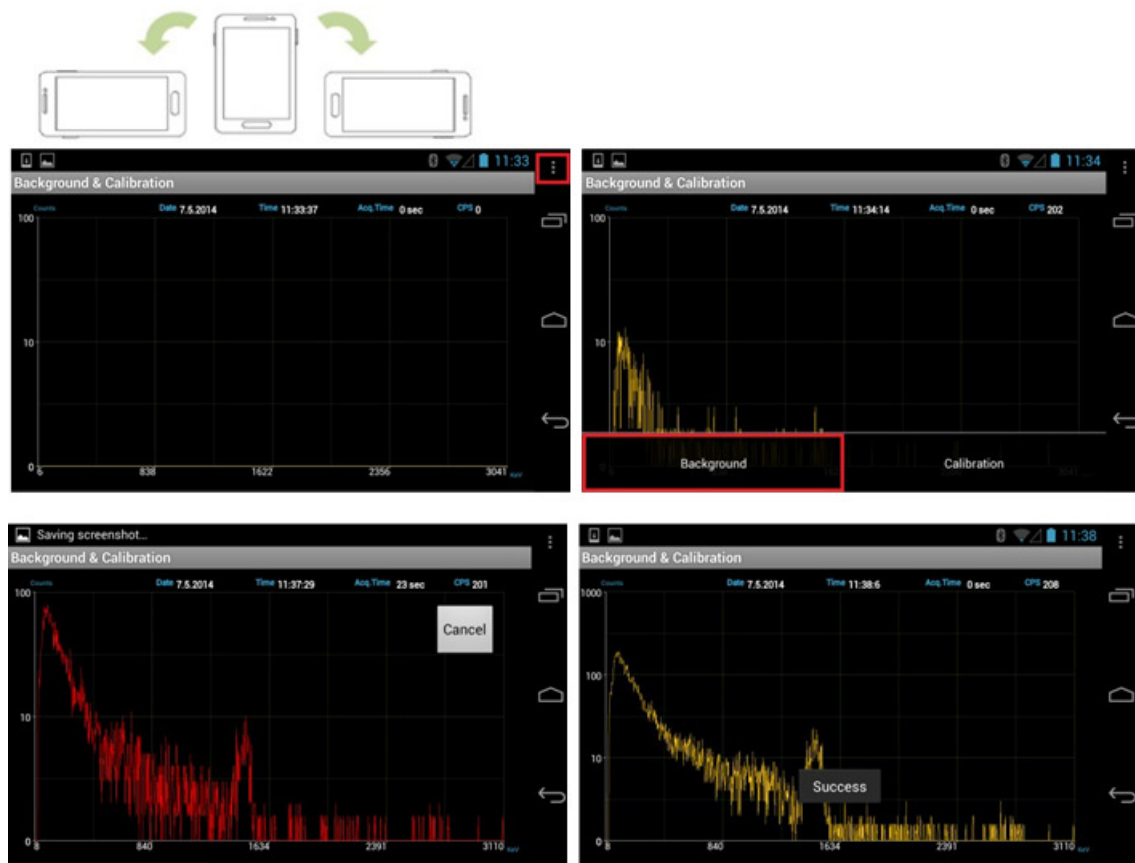 11:33
Background & Calibration
Counts Date 7.5.2014 Time 11:33:37 Acq.Time 0 sec CPS 0
100
10
0
6 838 1622 2356 3041 KeV
11:34
Background & Calibration
Counts Date 7.5.2014 Time 11:34:14 Acq.Time 0 sec CPS 202
100
10
Background Calibration
Saving screenshot...
Background & Calibration
Counts Date 7.5.2014 Time 11:37:29 Acq.Time 23 sec CPS 201
100
Cancel
10
0
8 840 1634 2391 3110 KeV
11:38
Background & Calibration
Counts Date 7.5.2014 Time 11:38:6 Acq.Time 0 sec CPS 208
1000
100
10
Success
0
8 840 1634 2391 3110 KeV